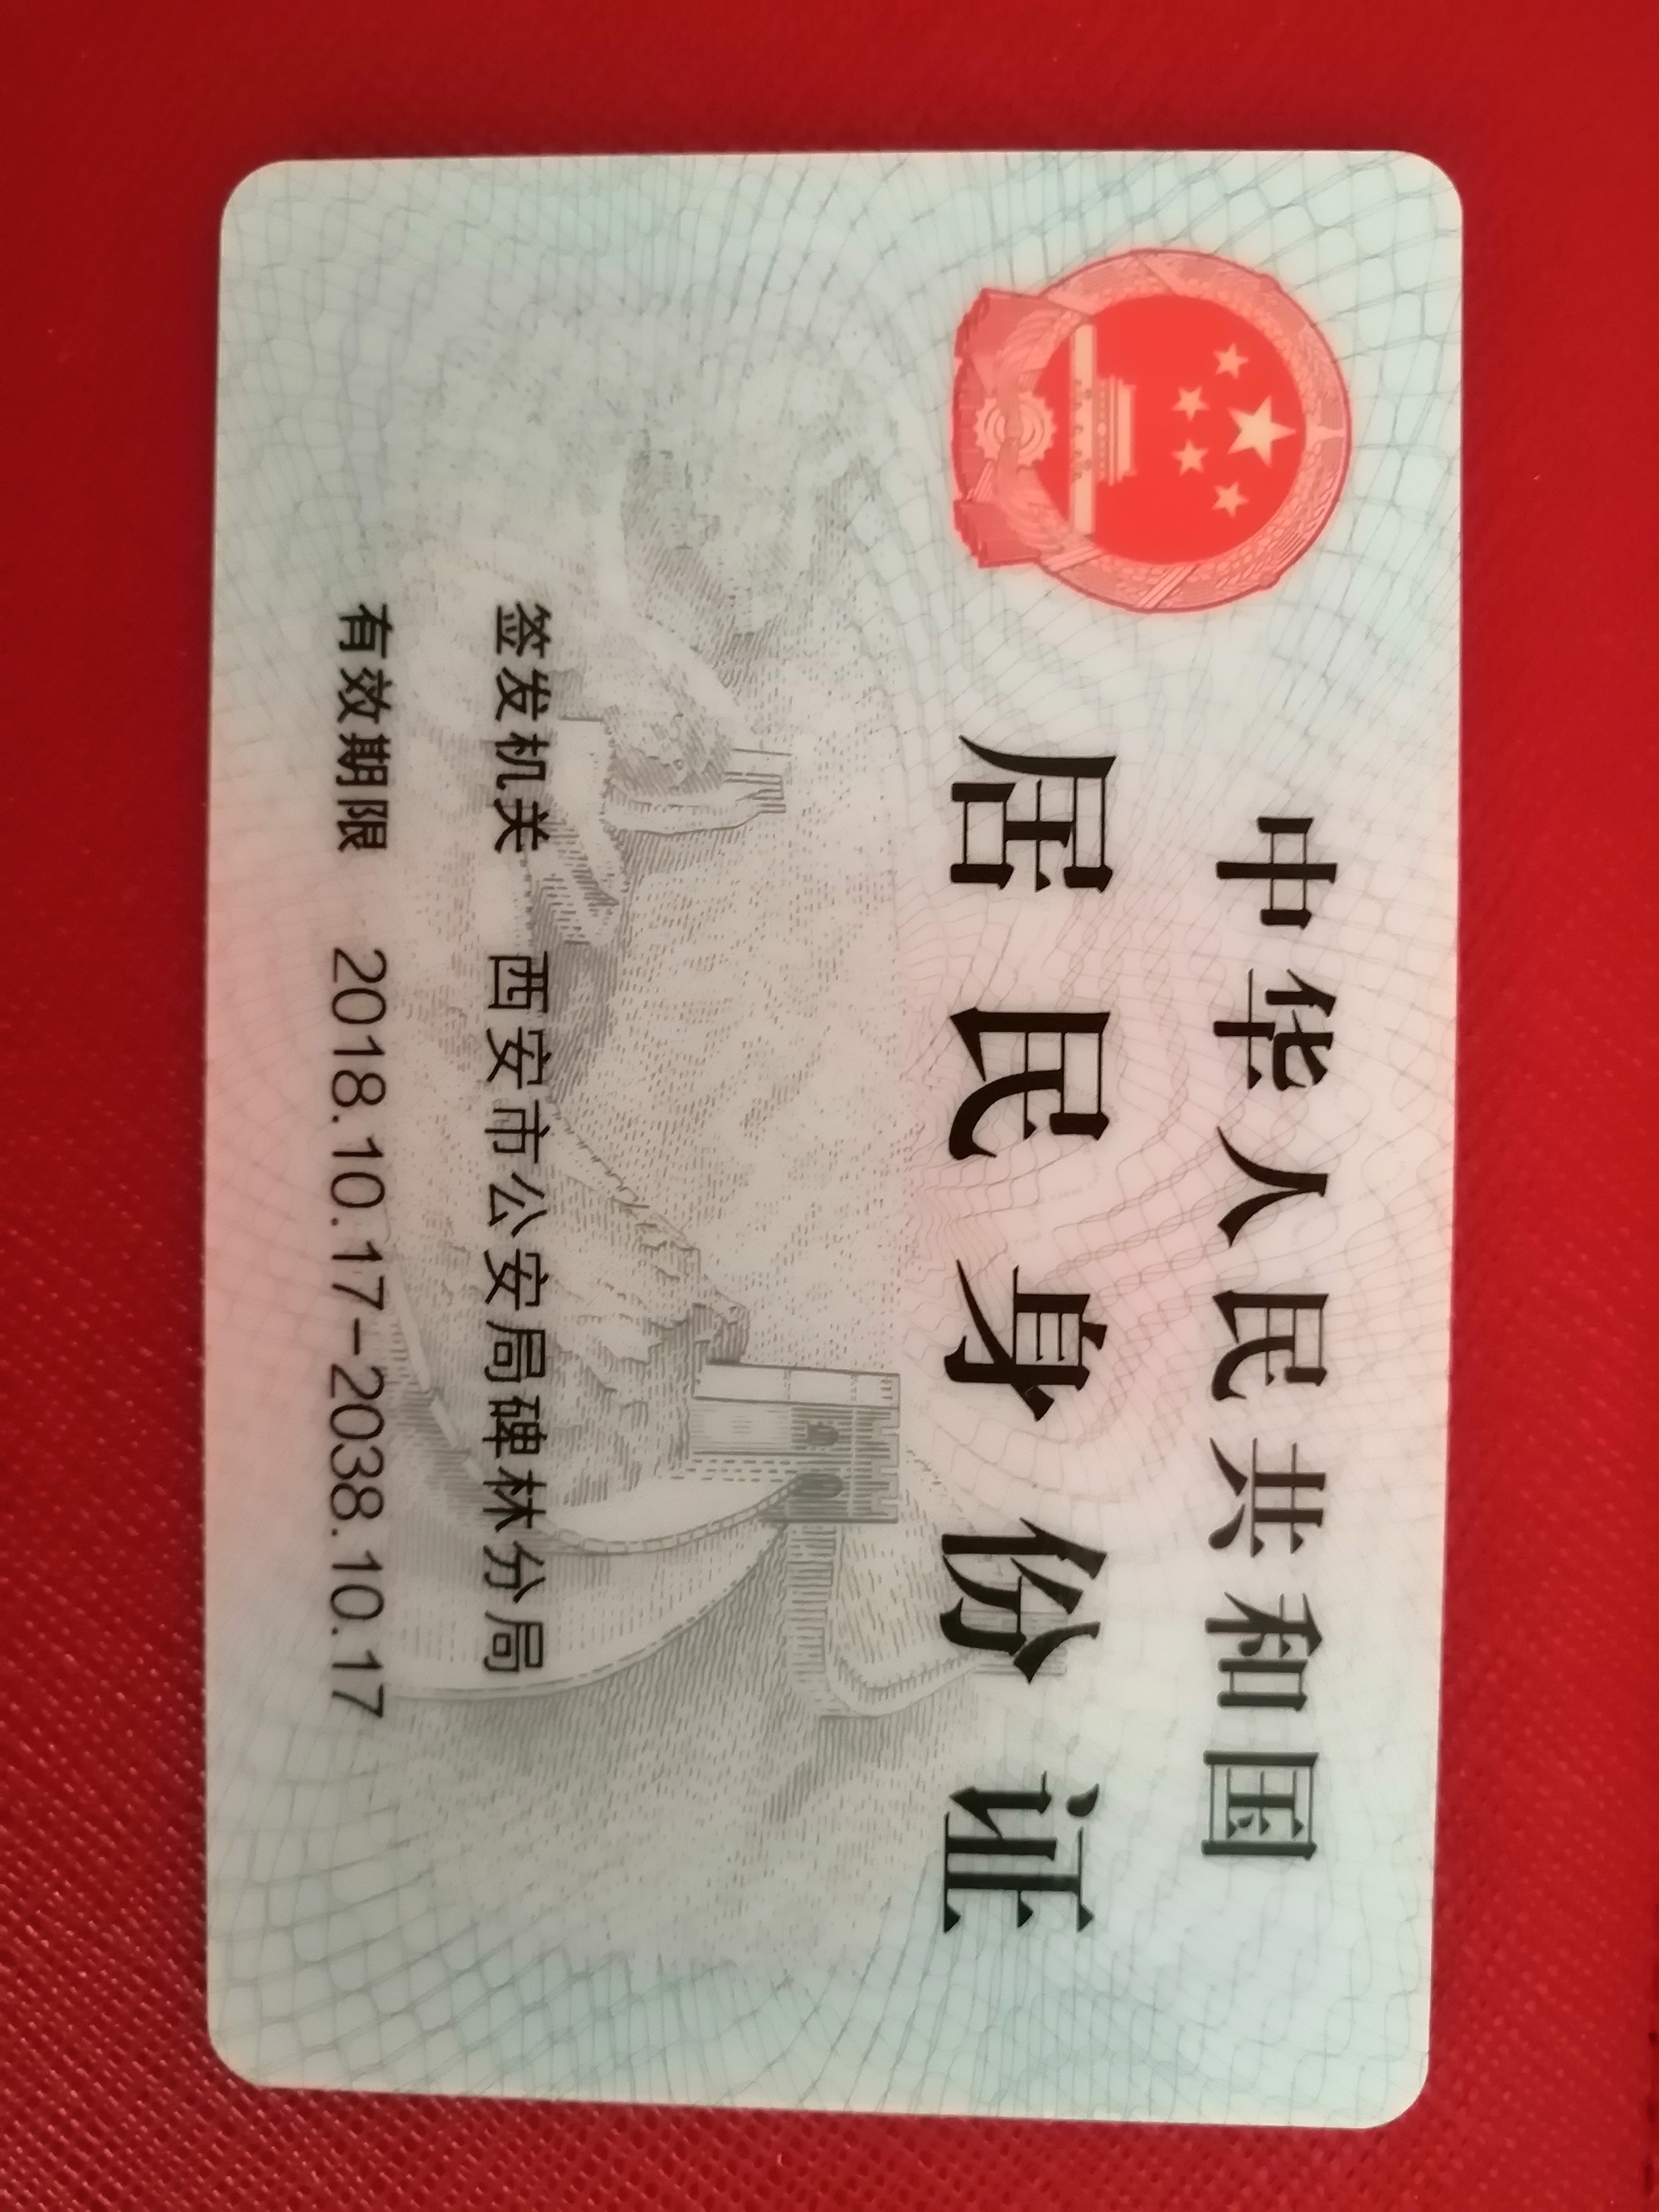 中华人民共和国
居民身份证
签发机关 西安市公安局碑林分局
有效期限 2018.10.17-2038.10.17